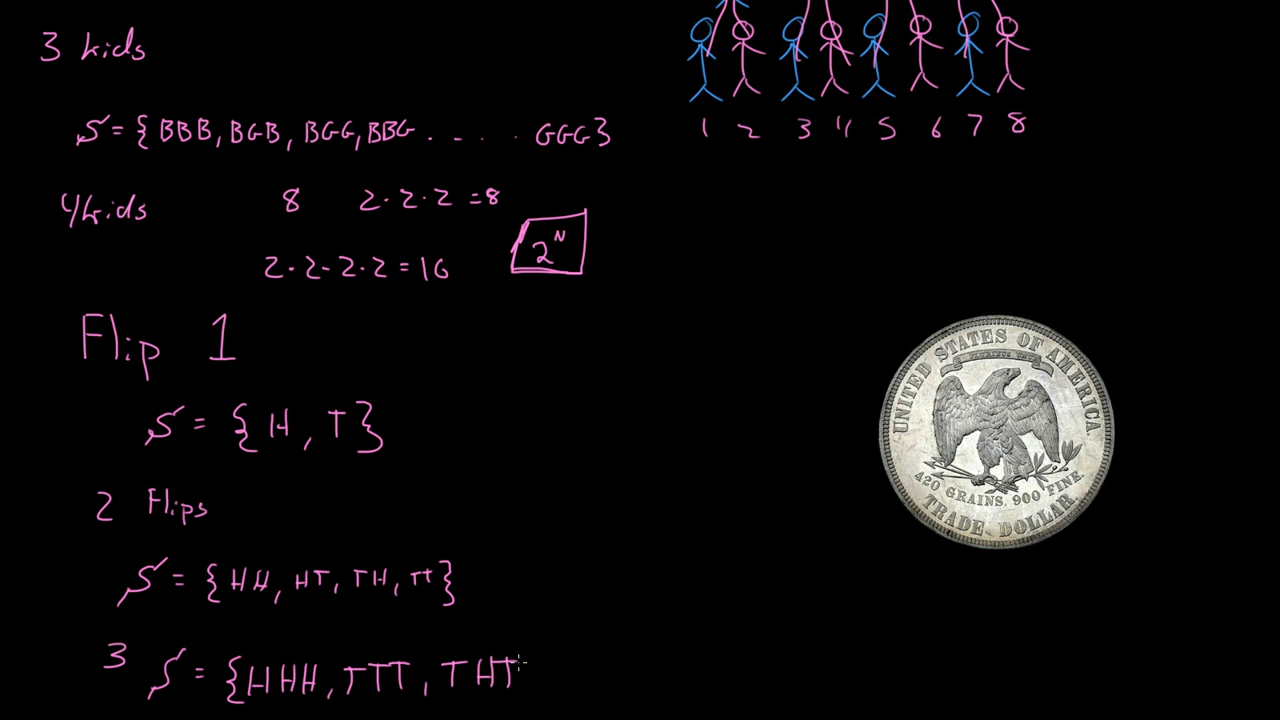 3 kids
1 2 3 4 5 6 7 8
S = { BBB, BGB, BGG, BBG . . . . GGG }
4 kids 8 2·2·2 = 8
2^N
2·2·2·2 = 16
Flip 1
S = { H, T }
UNITED STATES OF AMERICA
420 GRAINS, 900 FINE.
TRADE DOLLAR
2 Flips
S = { HH, HT, TH, TT }
3 S = { HHH, TTT, THT